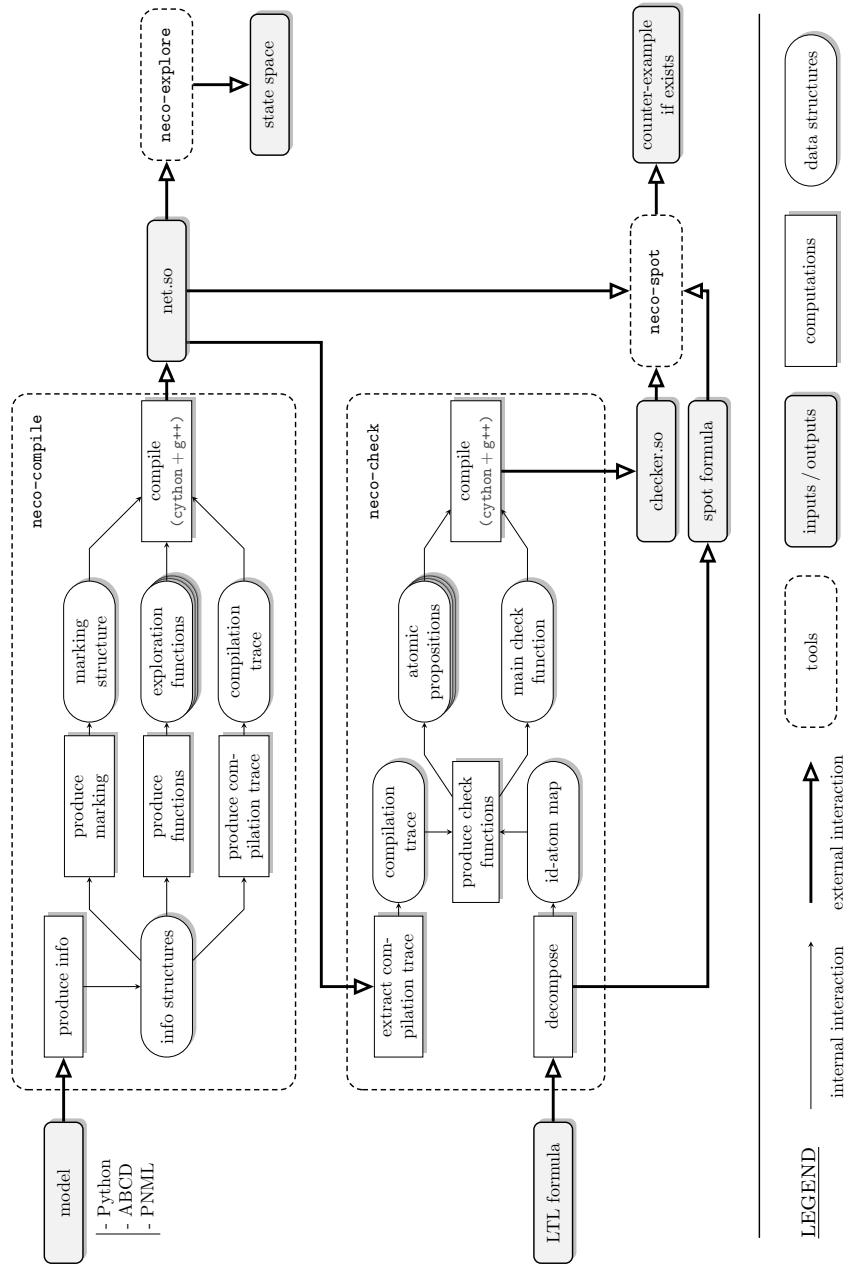 model
- Python
- ABCD
- PNML
neco-compile
produce info
info structures
produce
marking
produce
functions
produce com-
pilation trace
marking
structure
exploration
functions
compilation
trace
compile
(cython + g++)
net.so
neco-explore
state space
LTL formula
neco-check
extract com-
pilation trace
decompose
compilation
trace
produce check
functions
id-atom map
atomic
propositions
main check
function
compile
(cython + g++)
checker.so
spot formula
neco-spot
counter-example
if exists
LEGEND
internal interaction
external interaction
tools
inputs / outputs
computations
data structures